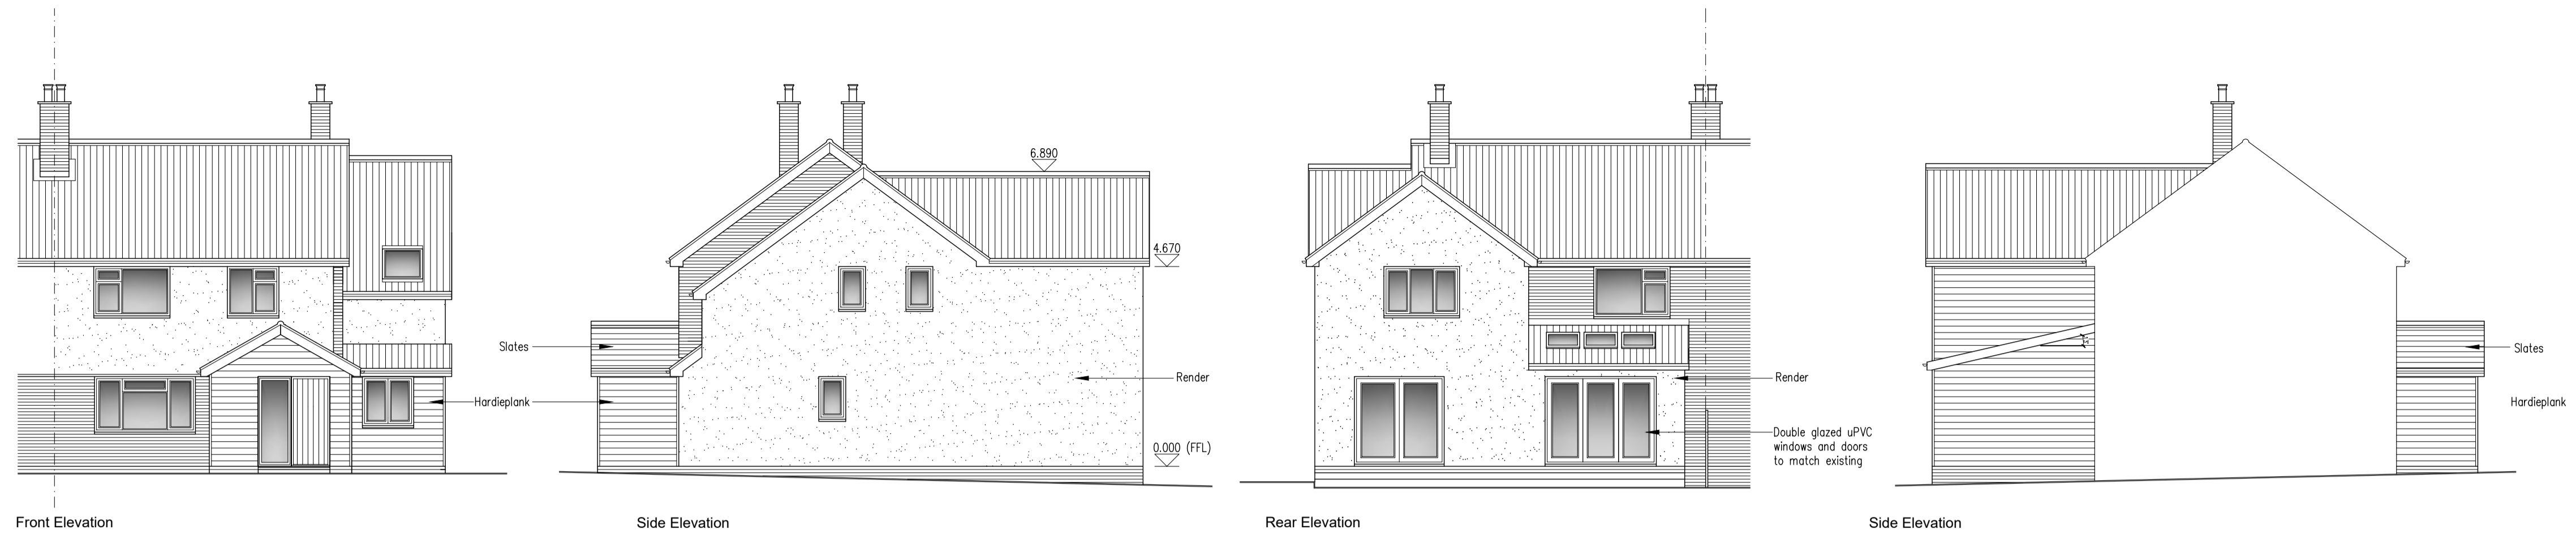 6.890
4.670
Slates
Render
Hardieplank
0.000 (FFL)
Render
Double glazed uPVC
windows and doors
to match existing
Slates
Hardieplank
Front Elevation
Side Elevation
Rear Elevation
Side Elevation